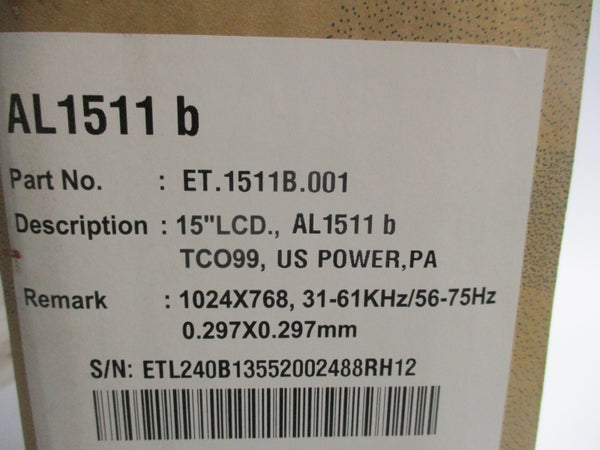 AL1511 b
Part No. : ET.1511B.001
Description : 15"LCD., AL1511 b
TCO99, US POWER,PA
Remark : 1024X768, 31-61KHz/56-75Hz
0.297X0.297mm
S/N: ETL240B13552002488RH12